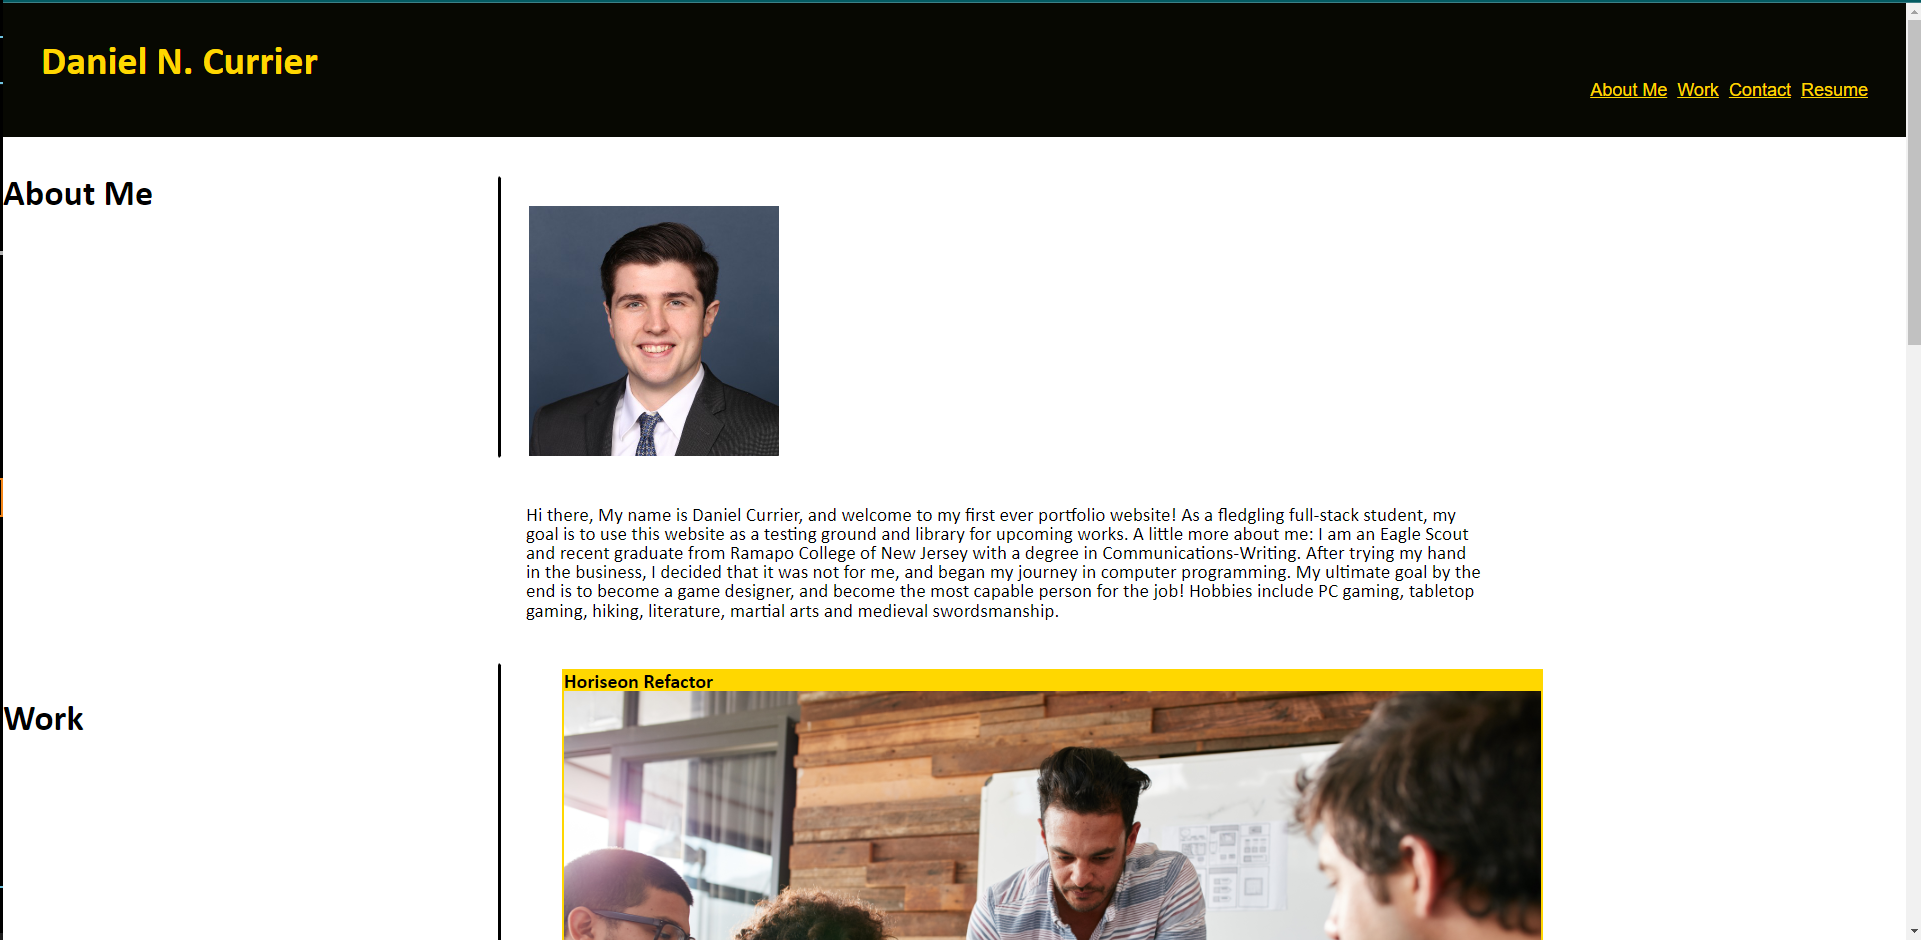 Daniel N. Currier
About Me Work Contact Resume
About Me
Hi there, My name is Daniel Currier, and welcome to my first ever portfolio website! As a fledgling full-stack student, my
goal is to use this website as a testing ground and library for upcoming works. A little more about me: I am an Eagle Scout
and recent graduate from Ramapo College of New Jersey with a degree in Communications-Writing. After trying my hand
in the business, I decided that it was not for me, and began my journey in computer programming. My ultimate goal by the
end is to become a game designer, and become the most capable person for the job! Hobbies include PC gaming, tabletop
gaming, hiking, literature, martial arts and medieval swordsmanship.
Work
Horiseon Refactor